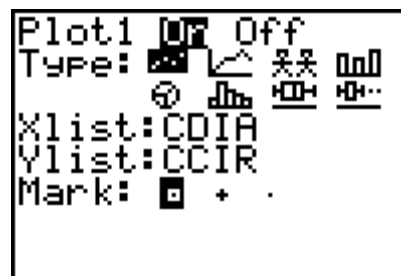 Plot1 On Off
Type:
Xlist:CDIA
Ylist:CCIR
Mark: